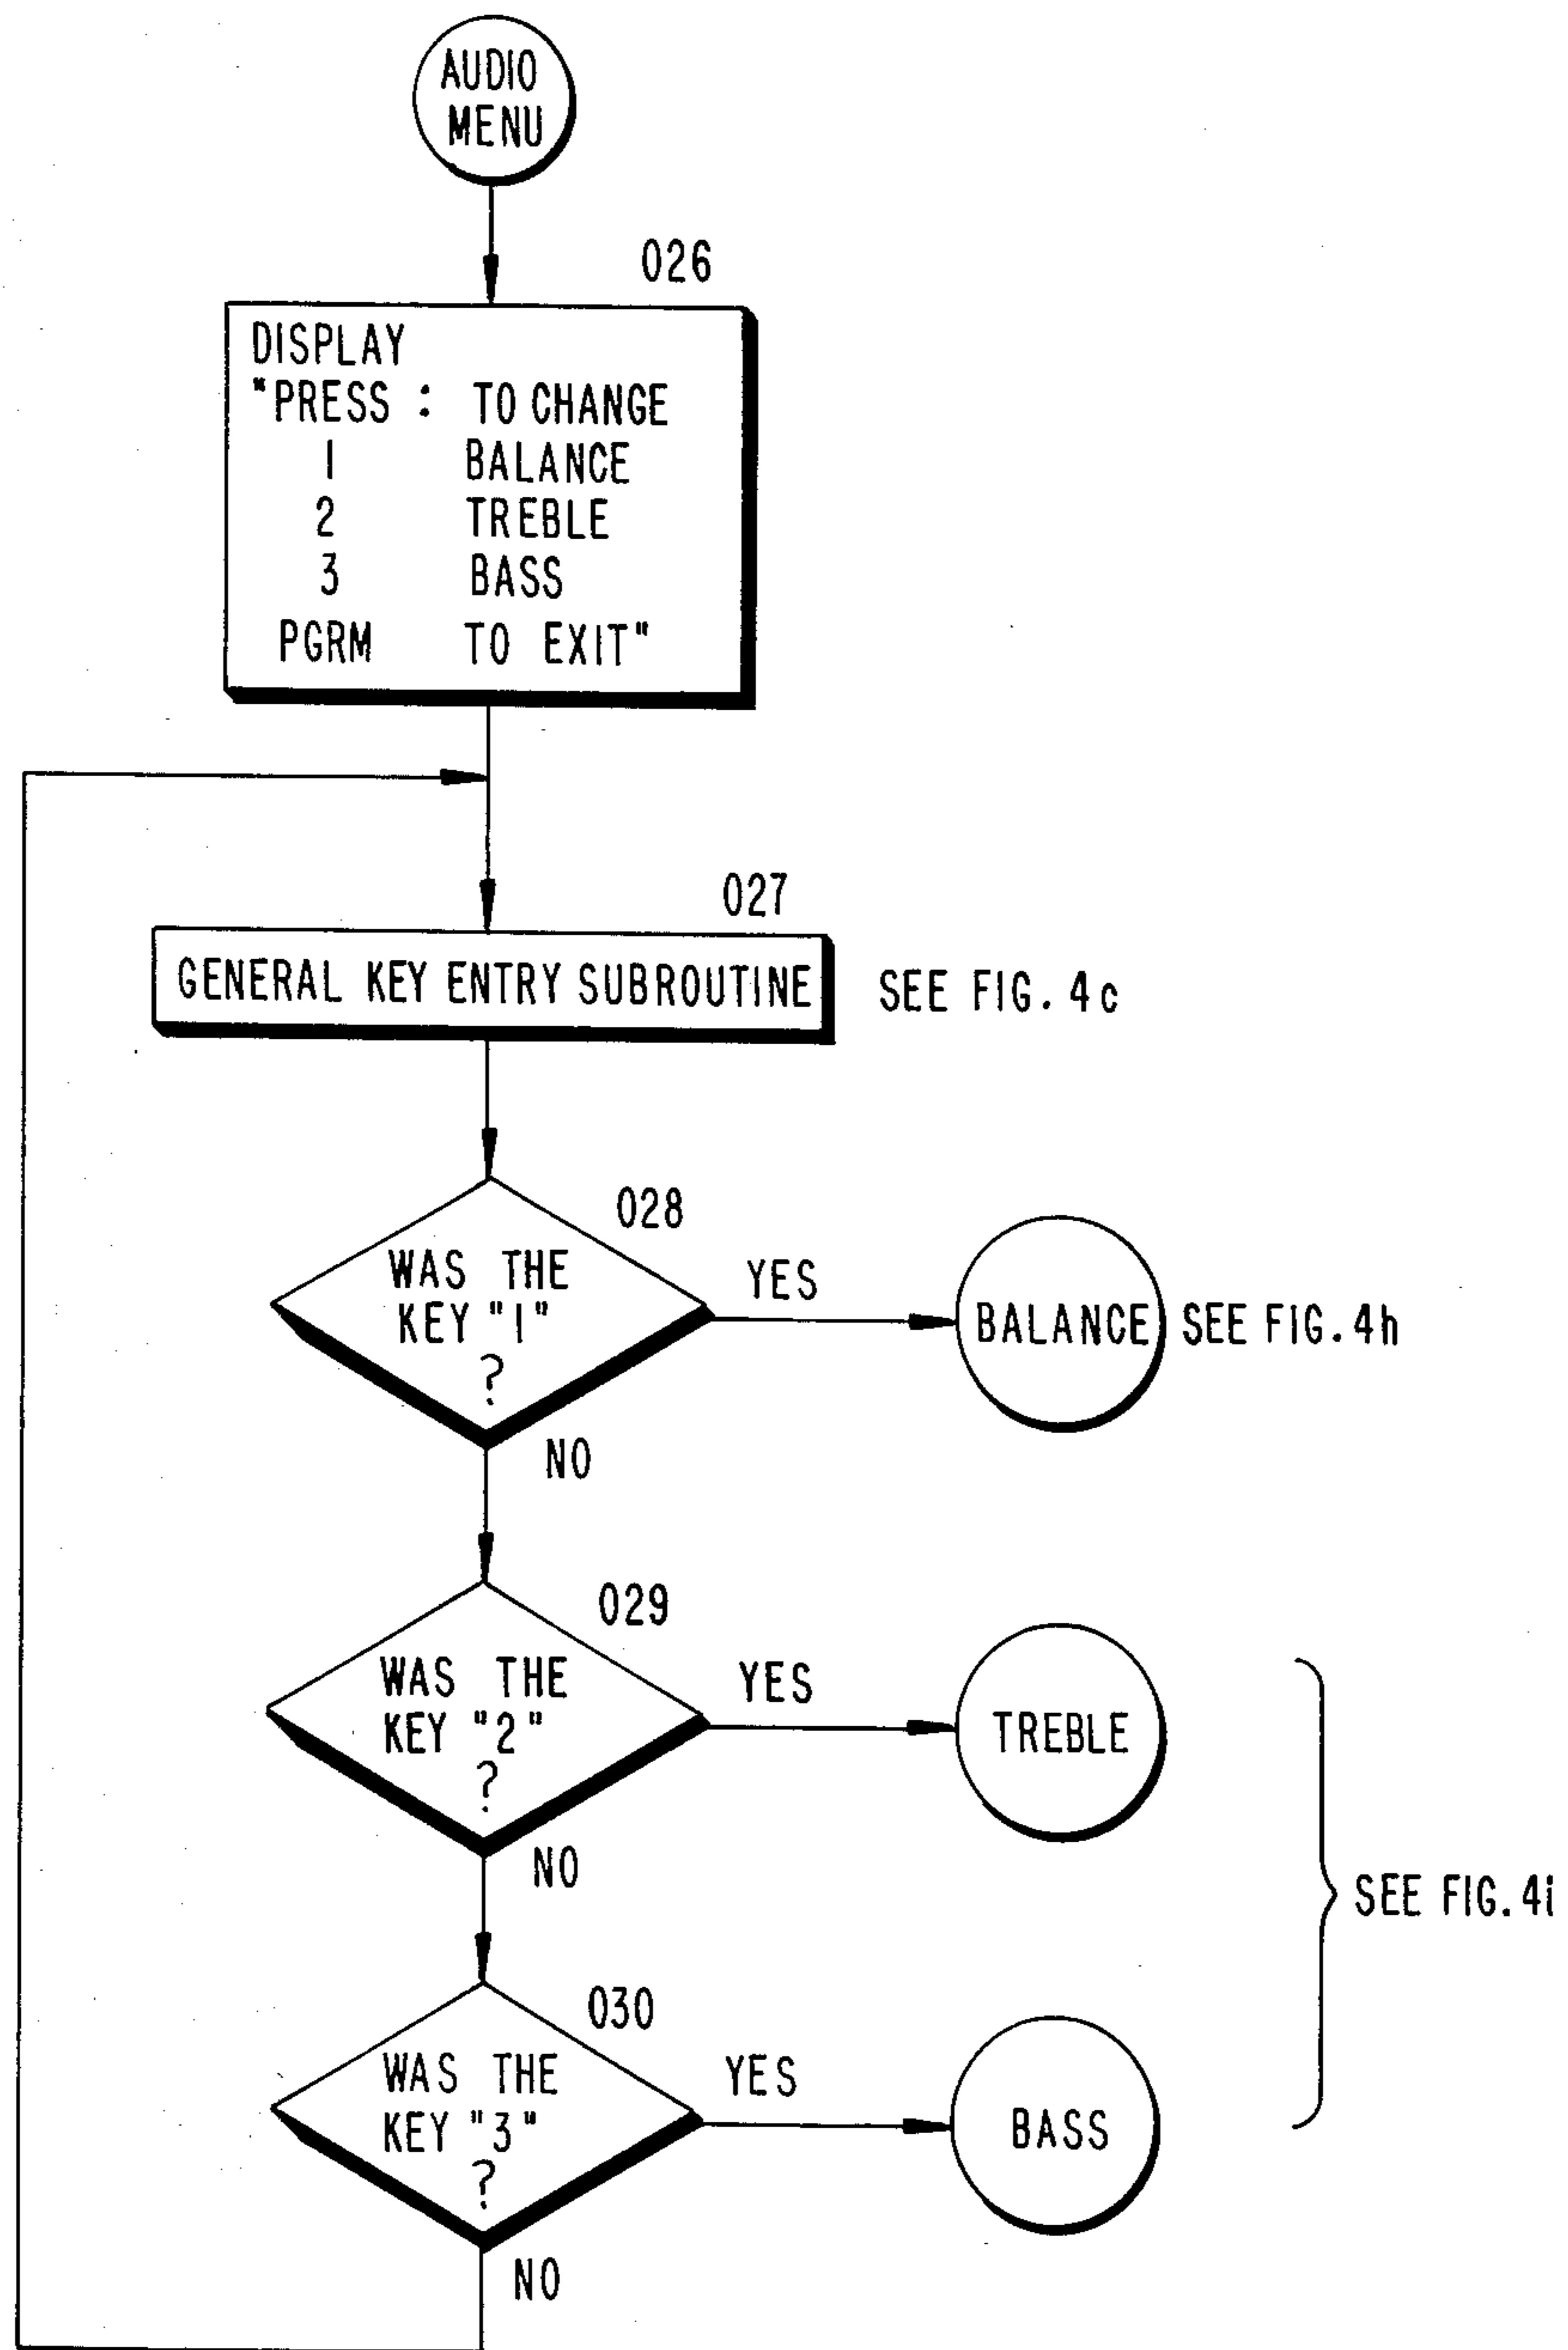 AUDIO
MENU
026
DISPLAY
"PRESS : TO CHANGE
1 BALANCE
2 TREBLE
3 BASS
PGRM TO EXIT"
027
GENERAL KEY ENTRY SUBROUTINE
SEE FIG. 4c
028
WAS THE
KEY "1"
?
YES
BALANCE
SEE FIG. 4h
NO
029
WAS THE
KEY "2"
?
YES
TREBLE
NO
SEE FIG. 4i
030
WAS THE
KEY "3"
?
YES
BASS
NO